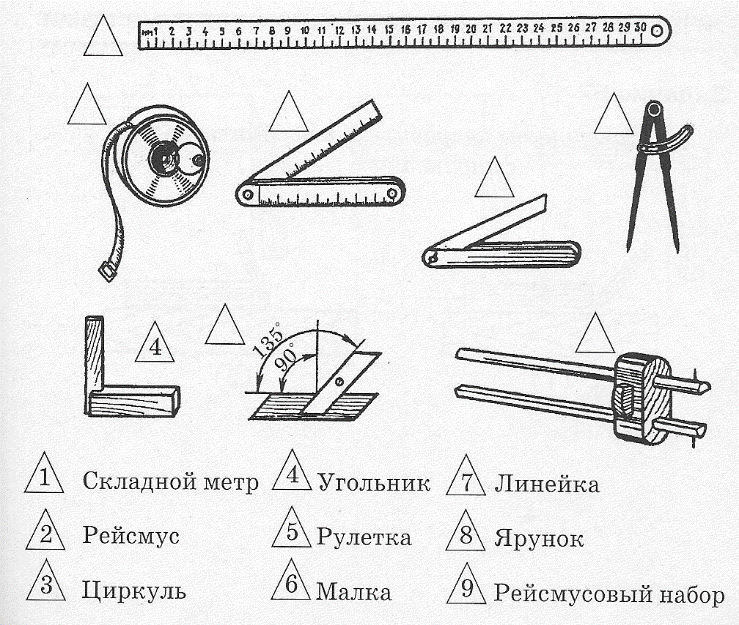 мм 1 2 3 4 5 6 7 8 9 10 11 12 13 14 15 16 17 18 19 20 21 22 23 24 25 26 27 28 29 30
4
135°
90°
1 Складной метр 4 Угольник 7 Линейка
2 Рейсмус 5 Рулетка 8 Ярунок
3 Циркуль 6 Малка 9 Рейсмусовый набор